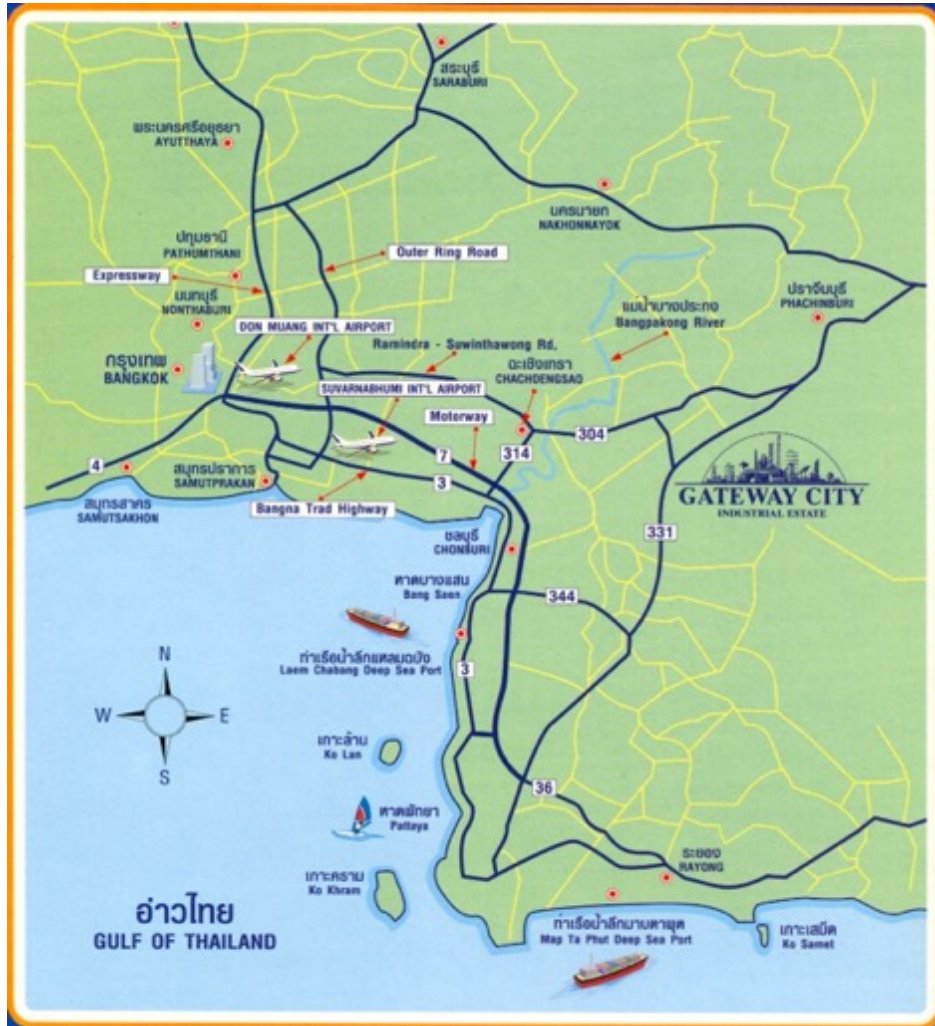 สระบุรี
SARABURI
พระนครศรีอยุธยา
AYUTTHAYA
นครนายก
NAKHONNAYOK
ปทุมธานี
PATHUMTHANI
Outer Ring Road
Expressway
นนทบุรี
NONTHABURI
ปราจีนบุรี
PHACHINBURI
แม่น้ำบางปะกง
Bangpakong River
DON MUANG INT'L AIRPORT
Ramindra - Suwinthawong Rd.
กรุงเทพ
BANGKOK
ฉะเชิงเทรา
CHACHDENGSAO
SUVARNABHUMI INT'L AIRPORT
Motorway
304
314
7
4
3
สมุทรปราการ
SAMUTPRAKAN
สมุทรสาคร
SAMUTSAKHON
Bangna Trad Highway
GATEWAY CITY
INDUSTRIAL ESTATE
331
ชลบุรี
CHONBURI
หาดบางแสน
Bang Saen
344
ท่าเรือน้ำลึกแหลมฉบัง
Laem Chabang Deep Sea Port
3
N
W
E
S
เกาะล้าน
Ko Lan
36
หาดพัทยา
Pattaya
ระยอง
RAYONG
เกาะคราม
Ko Khram
อ่าวไทย
GULF OF THAILAND
ท่าเรือน้ำลึกมาบตาพุด
Map Ta Phut Deep Sea Port
เกาะเสม็ด
Ko Samet